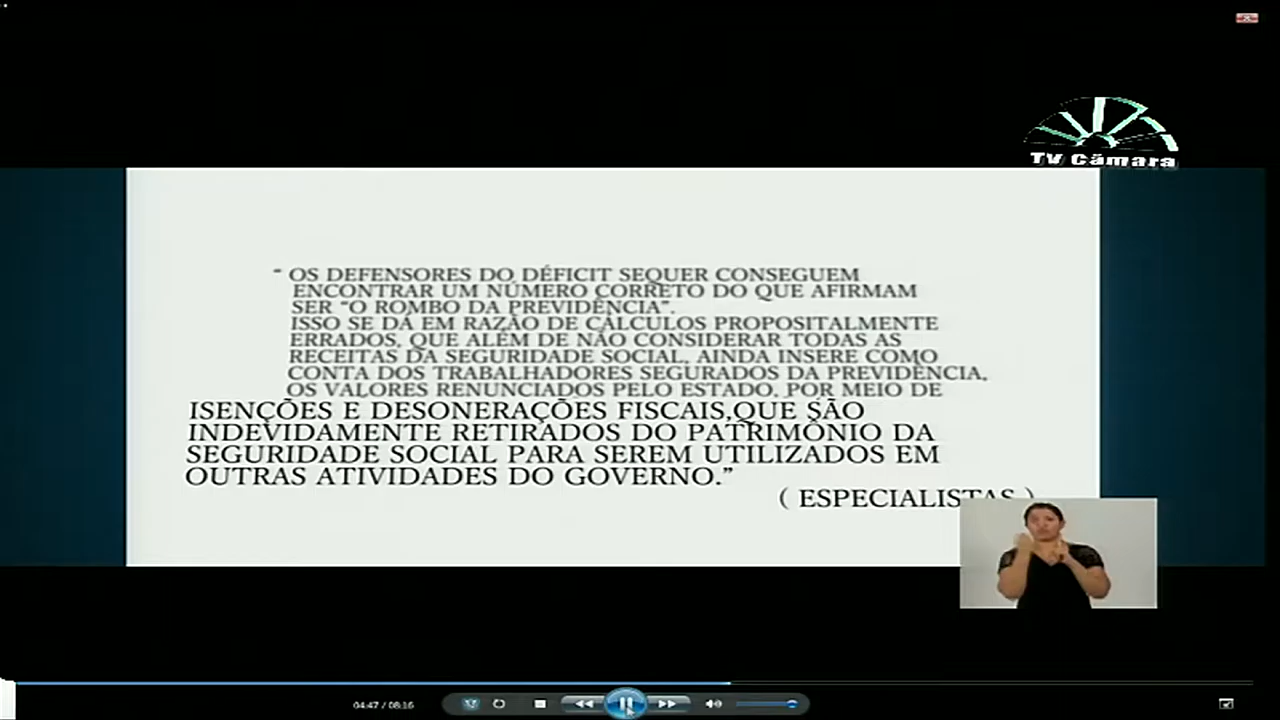 TV Câmara
“ OS DEFENSORES DO DÉFICIT SEQUER CONSEGUEM
ENCONTRAR UM NÚMERO CORRETO DO QUE AFIRMAM
SER “O ROMBO DA PREVIDÊNCIA”.
ISSO SE DÁ EM RAZÃO DE CÁLCULOS PROPOSITALMENTE
ERRADOS, QUE ALÉM DE NÃO CONSIDERAR TODAS AS
RECEITAS DA SEGURIDADE SOCIAL, AINDA INSERE COMO
CONTA DOS TRABALHADORES SEGURADOS DA PREVIDÊNCIA,
OS VALORES RENUNCIADOS PELO ESTADO, POR MEIO DE
ISENÇÕES E DESONERAÇÕES FISCAIS,QUE SÃO
INDEVIDAMENTE RETIRADOS DO PATRIMÔNIO DA
SEGURIDADE SOCIAL PARA SEREM UTILIZADOS EM
OUTRAS ATIVIDADES DO GOVERNO.”
( ESPECIALISTAS )
04:47 / 08:16